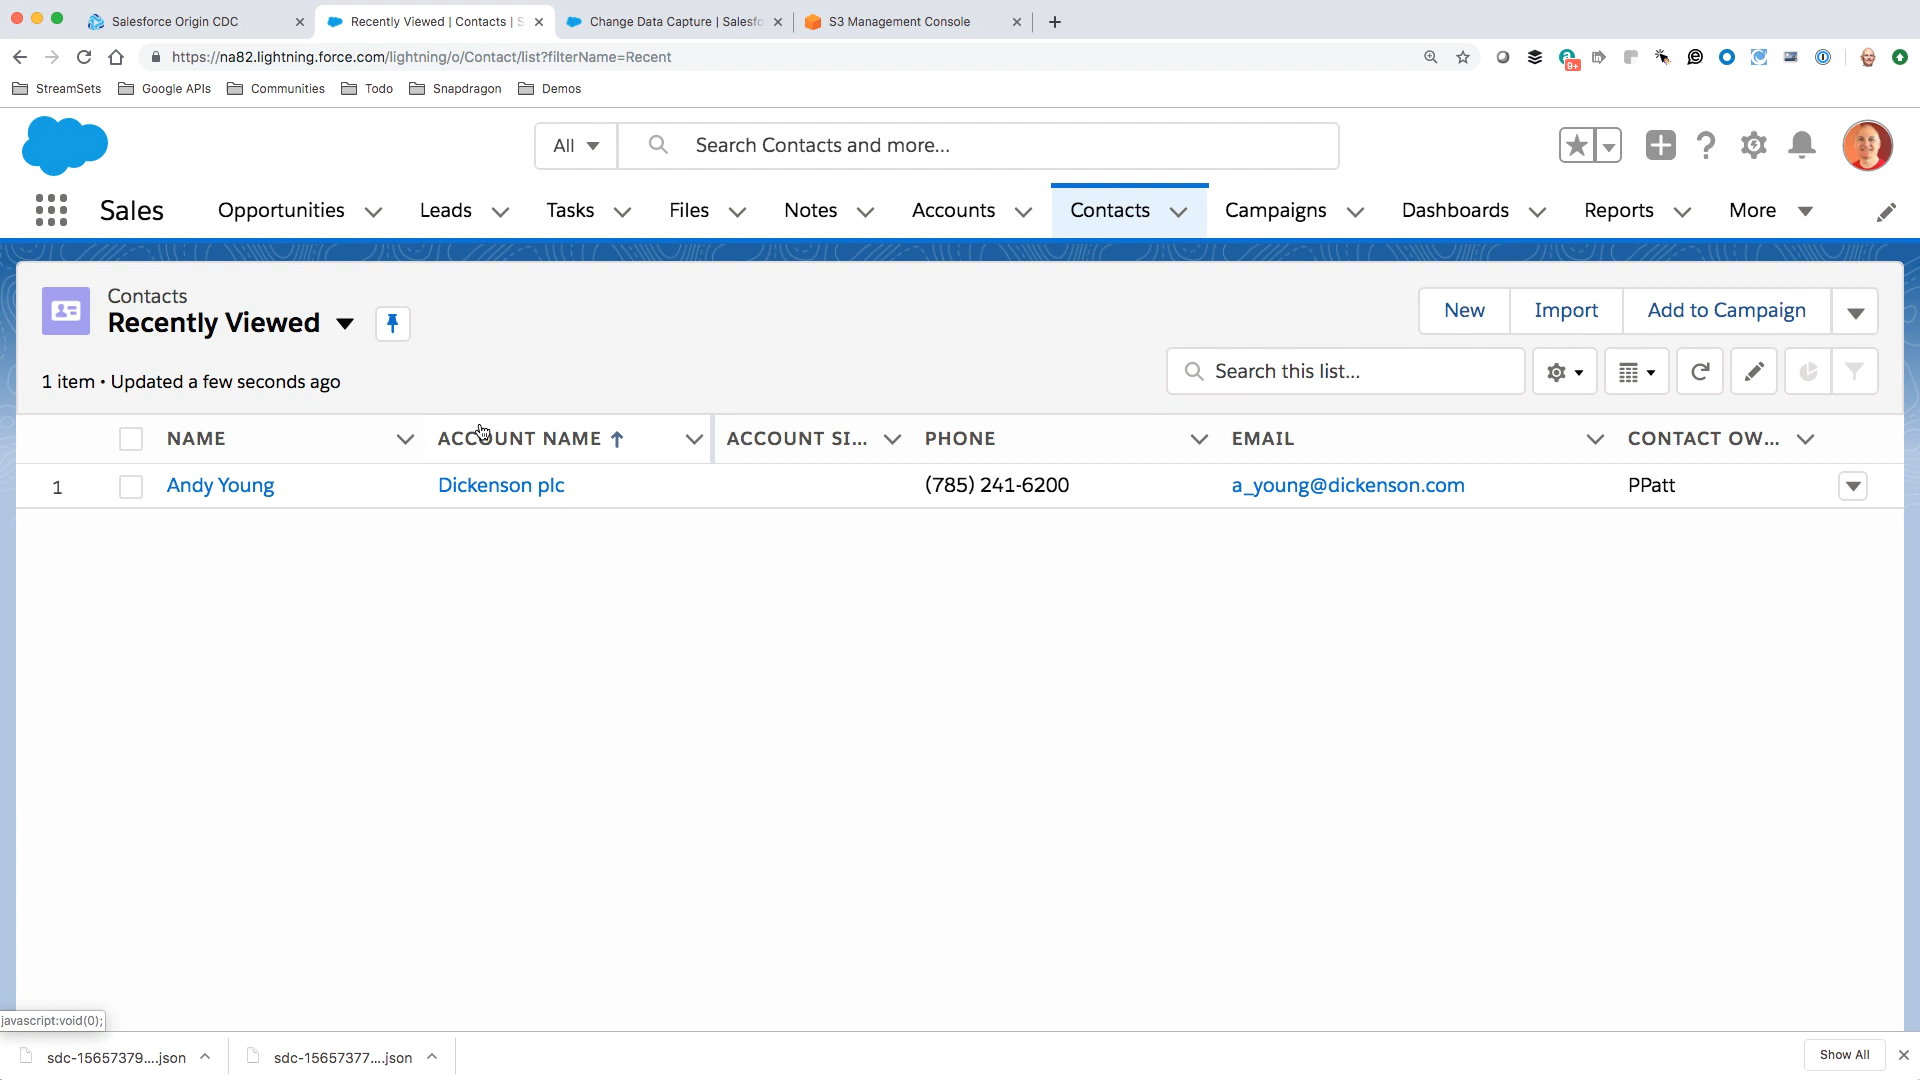 Salesforce Origin CDC
Recently Viewed | Contacts | S
Change Data Capture | Salesfo
S3 Management Console
https://na82.lightning.force.com/lightning/o/Contact/list?filterName=Recent
9+
StreamSets
Google APIs
Communities
Todo
Snapdragon
Demos
All
Search Contacts and more...
Sales
Opportunities
Leads
Tasks
Files
Notes
Accounts
Contacts
Campaigns
Dashboards
Reports
More
Contacts
Recently Viewed
New
Import
Add to Campaign
1 item • Updated a few seconds ago
Search this list...
NAME
ACCOUNT NAME
ACCOUNT SI...
PHONE
EMAIL
CONTACT OW...
1
Andy Young
Dickenson plc
(785) 241-6200
a_young@dickenson.com
PPatt
javascript:void(0);
sdc-15657379....json
sdc-15657377....json
Show All